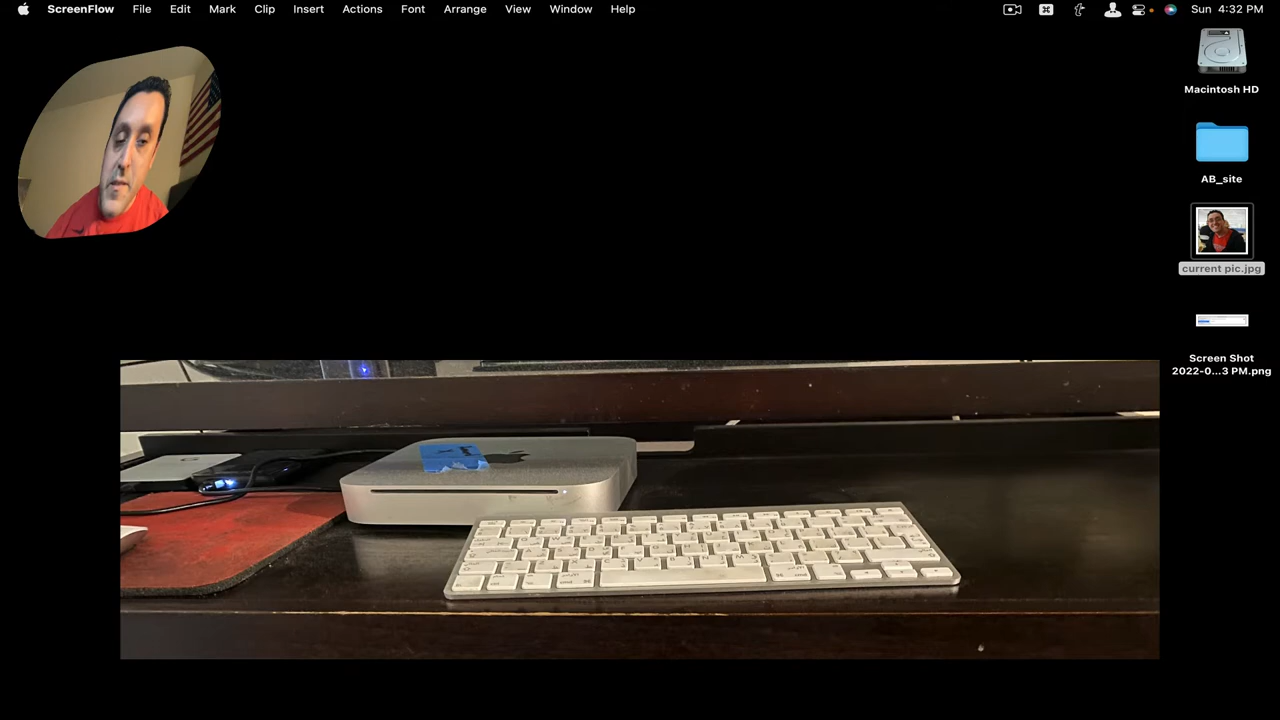 ScreenFlow File Edit Mark Clip Insert Actions Font Arrange View Window Help Sun 4:32 PM
Macintosh HD
AB_site
current pic.jpg
Screen Shot
2022-0...3 PM.png